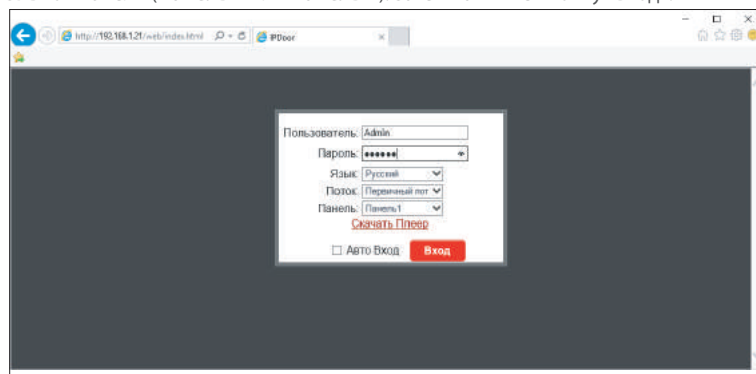 http://192.168.1.21/web/index.html
IPDoor
Пользователь: Admin
Пароль: ••••••
Язык: Русский
Поток: Первичный пот
Панель: Панель1
Скачать Плеер
Авто Вход Вход